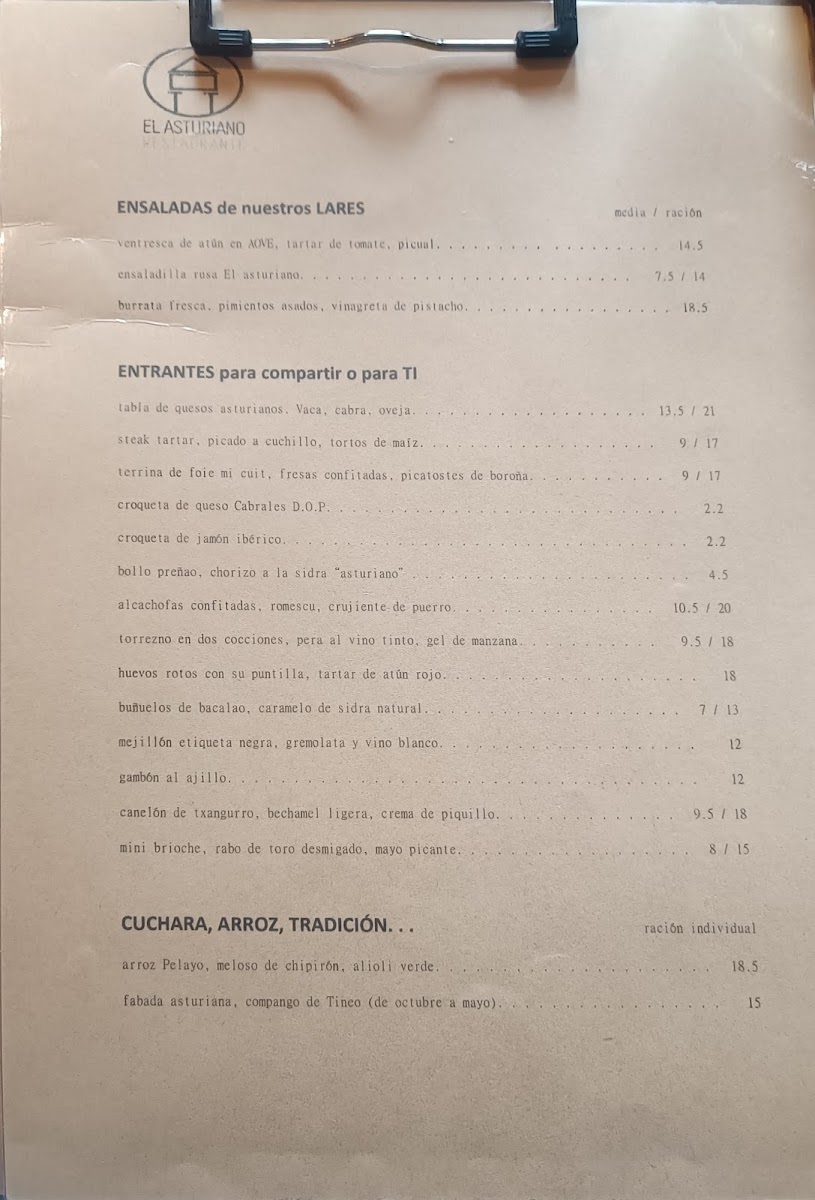 EL ASTURIANO
RESTAURANTE
ENSALADAS de nuestros LARES media / ración
ventresca de atún en AOVE, tartar de tomate, picual. . . . . . . . . . . . . . . 14.5
ensaladilla rusa El asturiano. . . . . . . . . . . . . . . . . . . . . . . . . 7.5 / 14
burrata fresca, pimientos asados, vinagreta de pistacho. . . . . . . . . . . . . . . . 18.5
ENTRANTES para compartir o para TI
tabla de quesos asturianos. Vaca, cabra, oveja. . . . . . . . . . . . . . . . . . 13.5 / 21
steak tartar, picado a cuchillo, tortos de maíz. . . . . . . . . . . . . . . . . . 9 / 17
terrina de foie mi cuit, fresas confitadas, picatostes de boroña. . . . . . . . . . . 9 / 17
croqueta de queso Cabrales D.O.P. . . . . . . . . . . . . . . . . . . . . . . . . . . 2.2
croqueta de jamón ibérico. . . . . . . . . . . . . . . . . . . . . . . . . . . . . . 2.2
bollo preñao, chorizo a la sidra "asturiano" . . . . . . . . . . . . . . . . . . . . . 4.5
alcachofas confitadas, romescu, crujiente de puerro. . . . . . . . . . . . . . . . 10.5 / 20
torrezno en dos cocciones, pera al vino tinto, gel de manzana. . . . . . . . . . . 9.5 / 18
huevos rotos con su puntilla, tartar de atún rojo. . . . . . . . . . . . . . . . . . . 18
buñuelos de bacalao, caramelo de sidra natural. . . . . . . . . . . . . . . . . . . . 7 / 13
mejillón etiqueta negra, gremolata y vino blanco. . . . . . . . . . . . . . . . . . . . 12
gambón al ajillo. . . . . . . . . . . . . . . . . . . . . . . . . . . . . . . . . . . 12
canelón de txangurro, bechamel ligera, crema de piquillo. . . . . . . . . . . . . . 9.5 / 18
mini brioche, rabo de toro desmigado, mayo picante. . . . . . . . . . . . . . . . . . 8 / 15
CUCHARA, ARROZ, TRADICIÓN. . . ración individual
arroz Pelayo, meloso de chipirón, alioli verde. . . . . . . . . . . . . . . . . . . . . 18.5
fabada asturiana, compango de Tineo (de octubre a mayo). . . . . . . . . . . . . . . . . 15